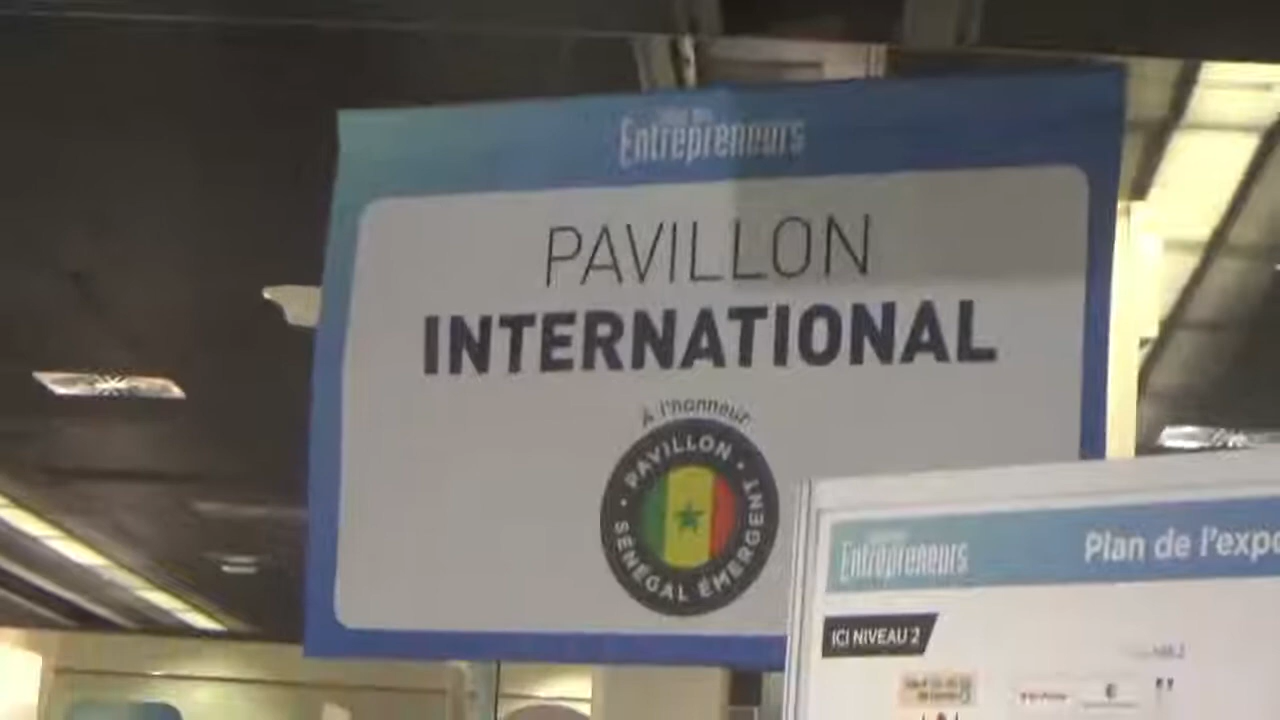 Entrepreneurs
PAVILLON
INTERNATIONAL
À l'honneur
PAVILLON
SÉNÉGAL ÉMERGENT
Entrepreneurs
Plan de l'expo
ICI NIVEAU 2